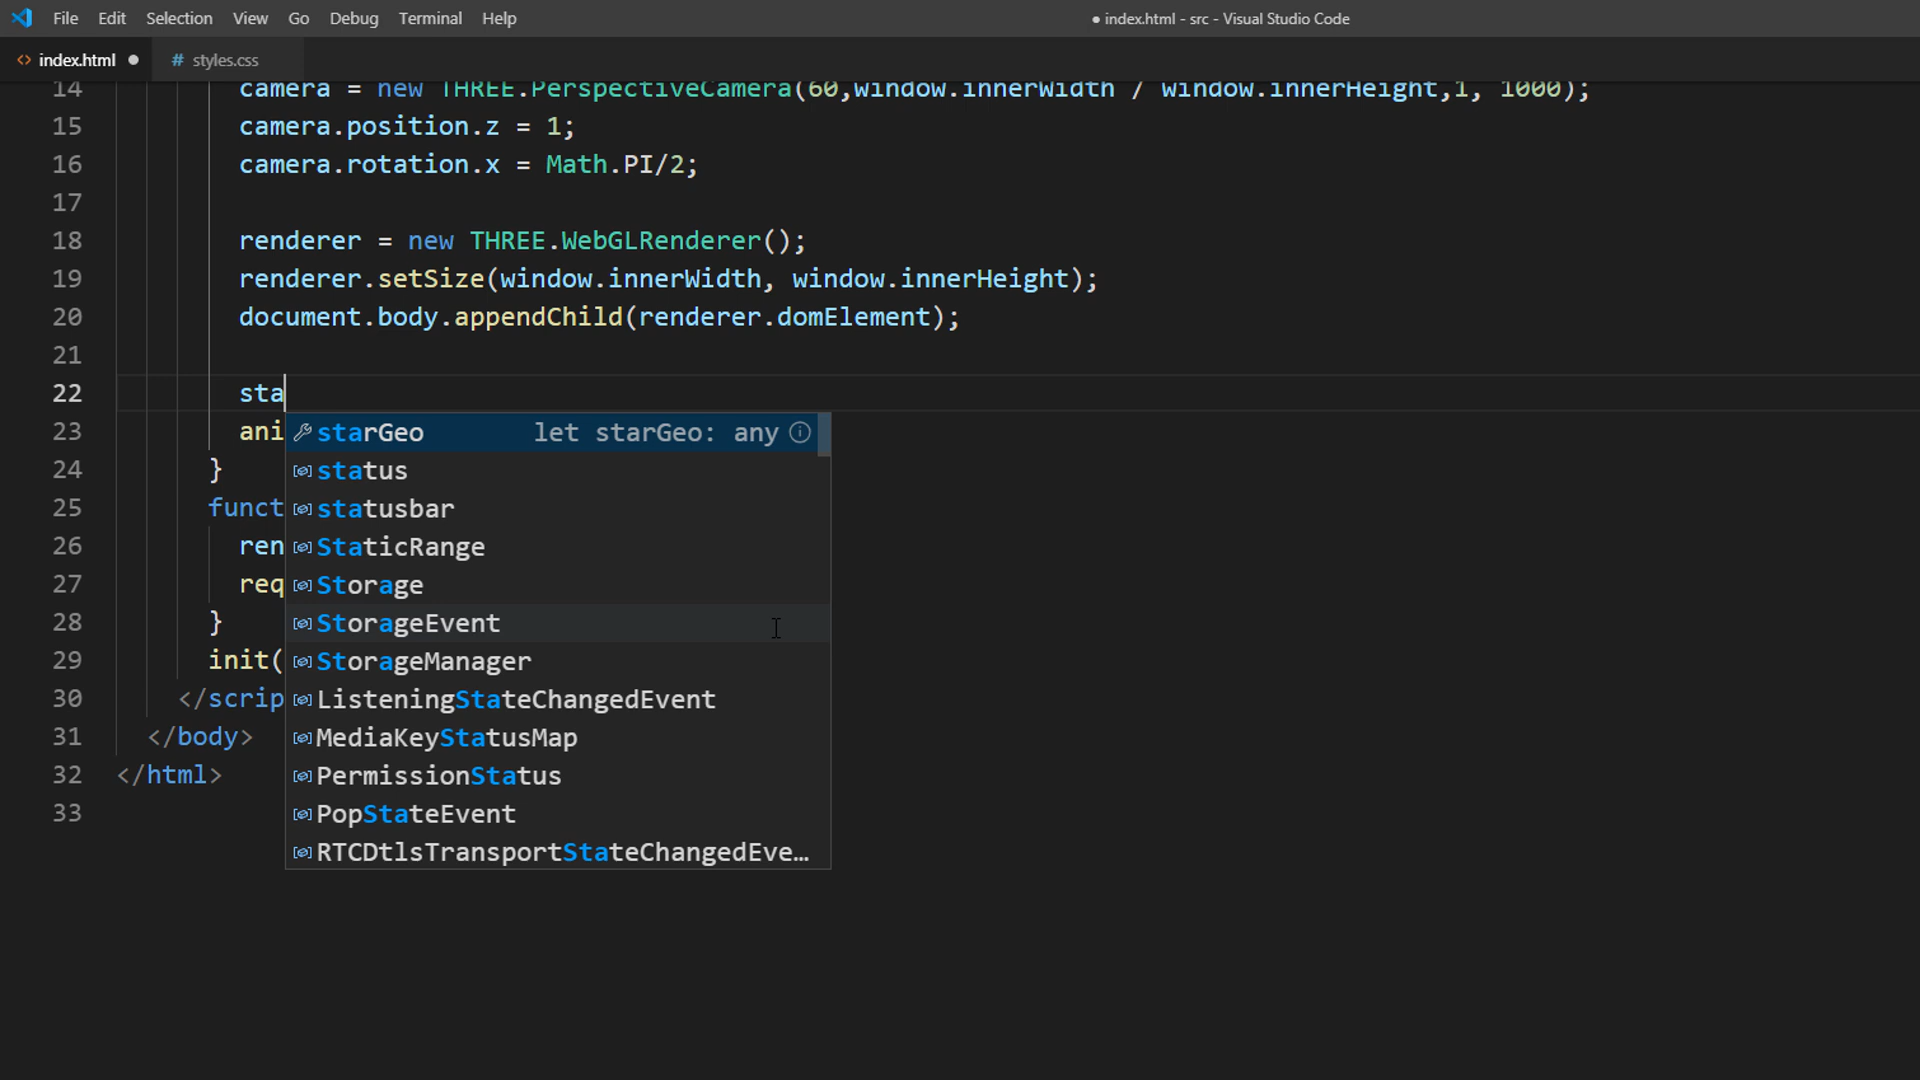 File Edit Selection View Go Debug Terminal Help ● index.html - src - Visual Studio Code
<> index.html ● # styles.css
14 camera = new THREE.PerspectiveCamera(60,window.innerWidth / window.innerHeight,1, 1000);
15 camera.position.z = 1;
16 camera.rotation.x = Math.PI/2;
17
18 renderer = new THREE.WebGLRenderer();
19 renderer.setSize(window.innerWidth, window.innerHeight);
20 document.body.appendChild(renderer.domElement);
21
22 sta
23 ani starGeo let starGeo: any
24 } status
25 funct statusbar
26 ren StaticRange
27 req Storage
28 } StorageEvent
29 init( StorageManager
30 </scrip ListeningStateChangedEvent
31 </body> MediaKeyStatusMap
32 </html> PermissionStatus
33 PopStateEvent
RTCDtlsTransportStateChangedEve…